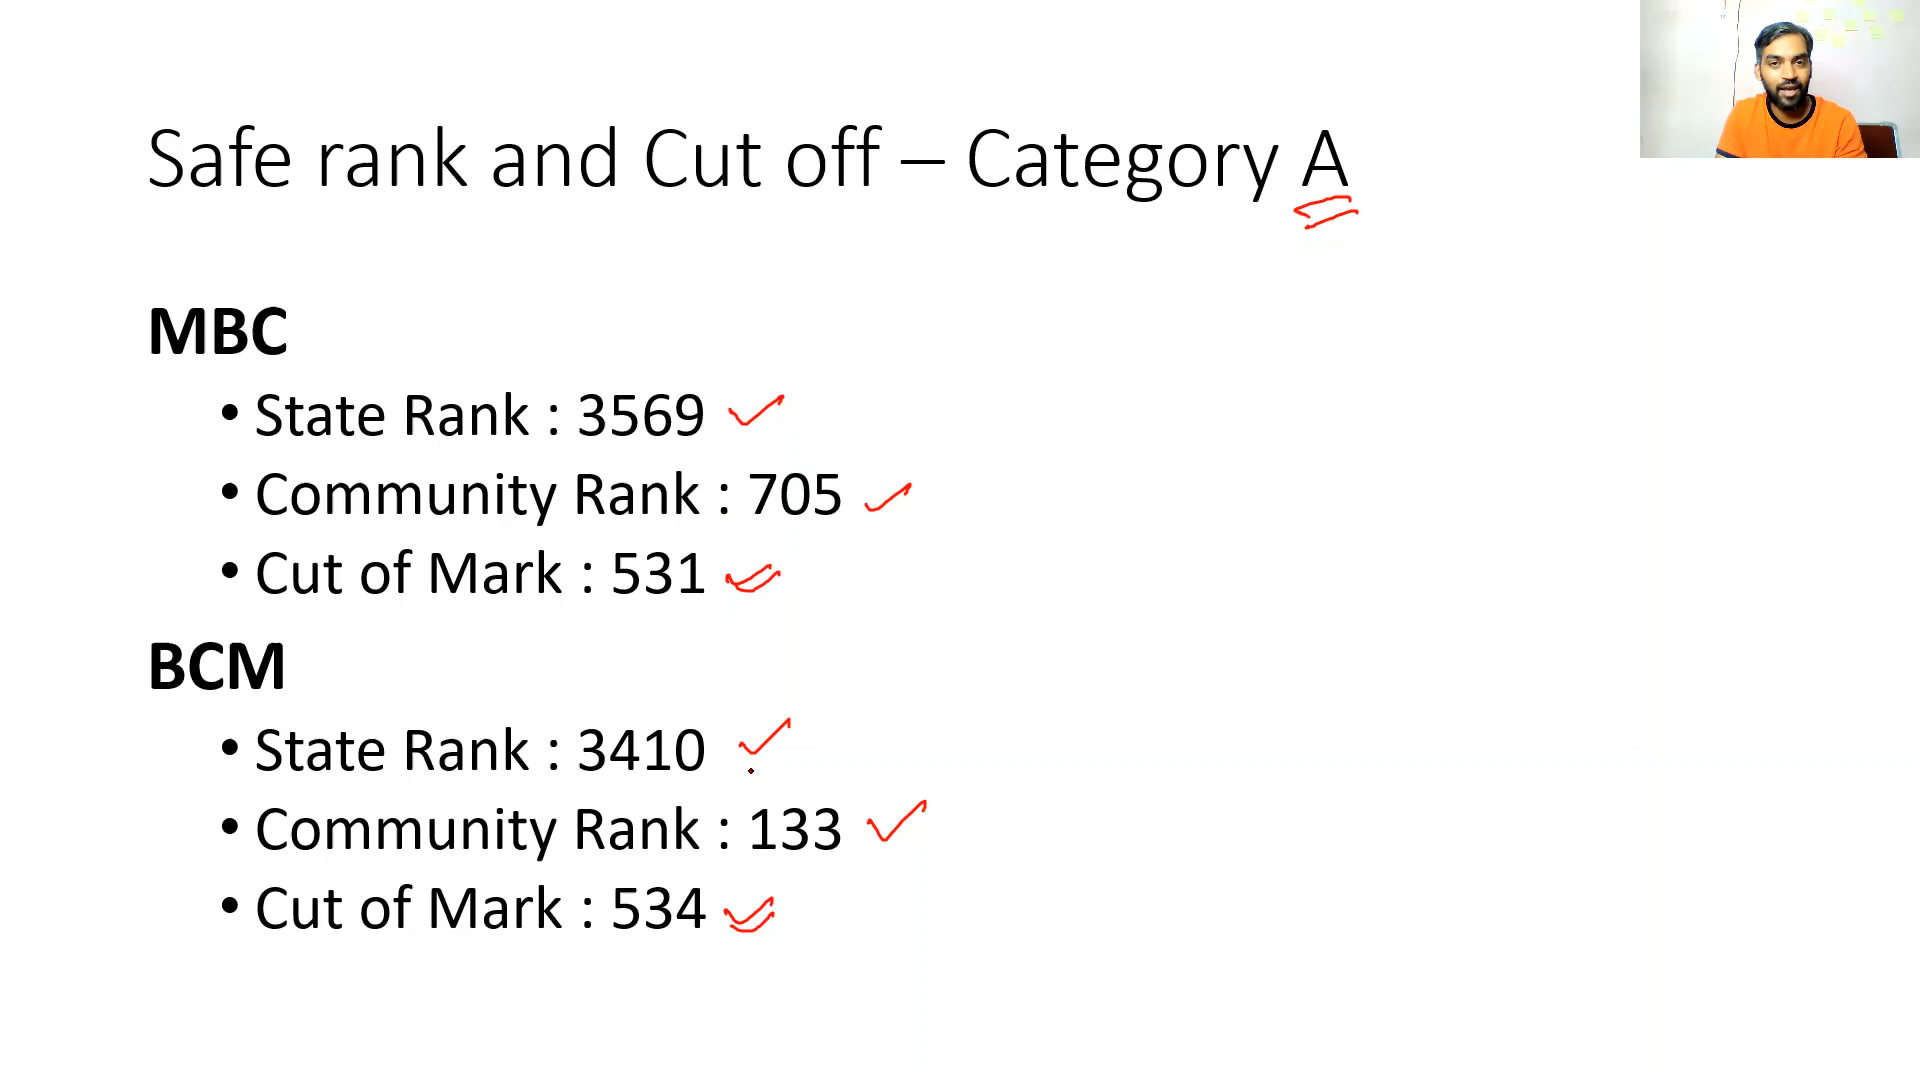 Safe rank and Cut off – Category A
MBC
• State Rank : 3569
• Community Rank : 705
• Cut of Mark : 531
BCM
• State Rank : 3410
• Community Rank : 133
• Cut of Mark : 534